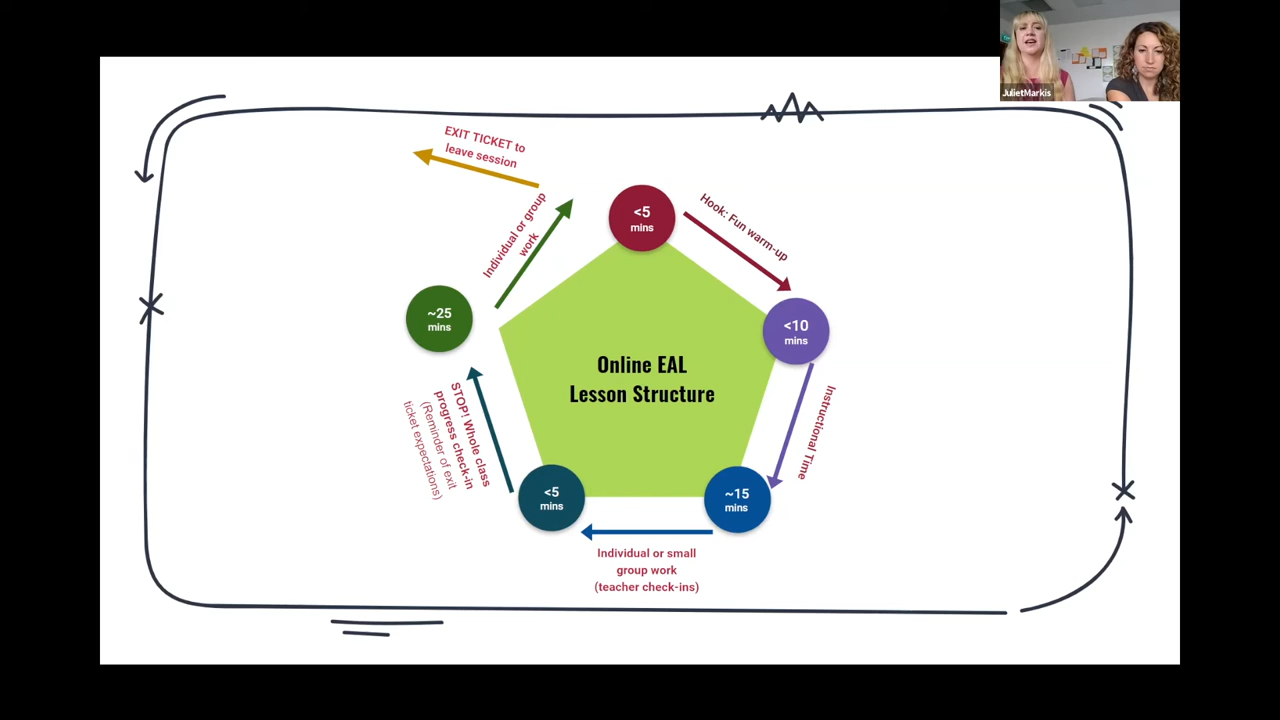 JulietMarkis
EXIT TICKET to
leave session
<5
mins
Hook: Fun warm-up
<10
mins
Instructional Time
~15
mins
Individual or small
group work
(teacher check-ins)
<5
mins
STOP! Whole class
progress check-in
(Reminder of exit
ticket expectations)
~25
mins
Individual or group
work
Online EAL
Lesson Structure